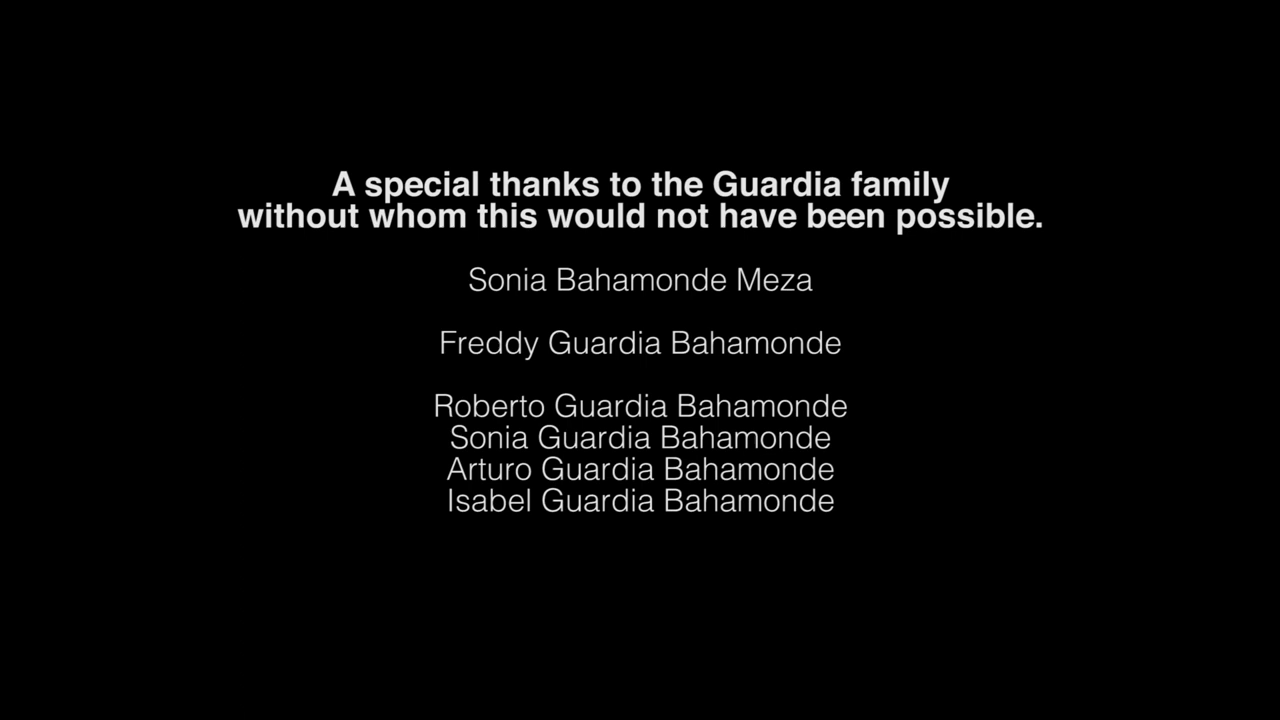 A special thanks to the Guardia family
without whom this would not have been possible.
Sonia Bahamonde Meza
Freddy Guardia Bahamonde
Roberto Guardia Bahamonde
Sonia Guardia Bahamonde
Arturo Guardia Bahamonde
Isabel Guardia Bahamonde